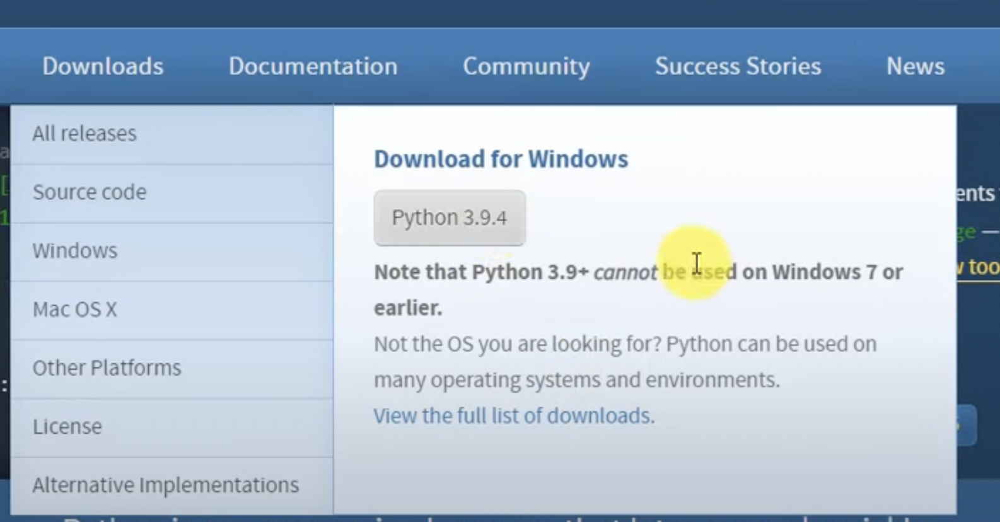 Downloads Documentation Community Success Stories News
All releases
Source code
Windows
Mac OS X
Other Platforms
License
Alternative Implementations
Download for Windows
Python 3.9.4
Note that Python 3.9+ cannot be used on Windows 7 or
earlier.
Not the OS you are looking for? Python can be used on
many operating systems and environments.
View the full list of downloads.